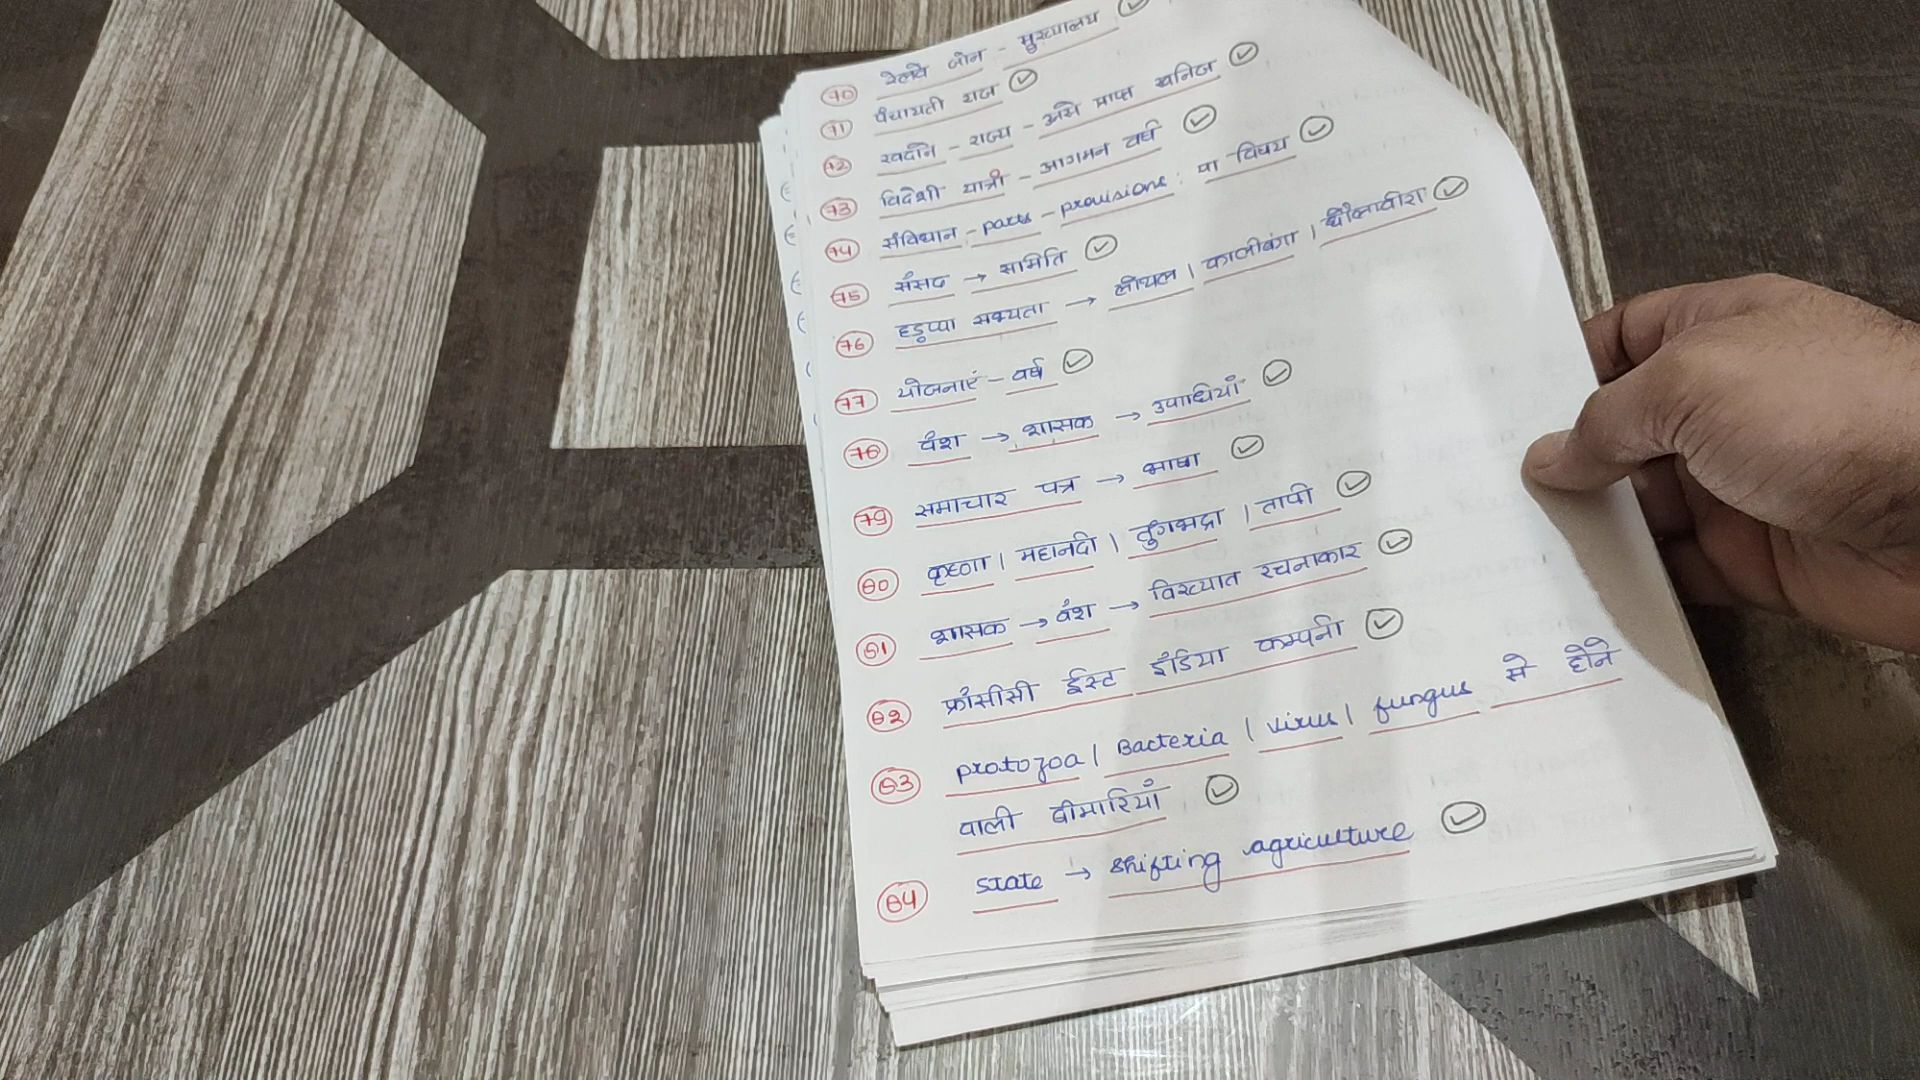 70 रेलवे जोन - मुख्यालय
71 पंचायती राज
72 खदाने - राज्य - उससे प्राप्त खनिज
73 विदेशी यात्री - आगमन वर्ष
74 संविधान - parts - provisions : या विषय
75 संसद → समिति
76 हड़प्पा सभ्यता → लोथल | कालीबंगा | धौलावीरा
77 योजनाएं - वर्ष
78 वंश → शासक → उपाधियाँ
79 समाचार पत्र → भाषा
80 कृष्णा | महानदी | तुंगभद्रा | तापी
81 शासक → वंश → विख्यात रचनाकार
82 फ्रांसीसी ईस्ट इंडिया कम्पनी
83 protozoa | Bacteria | virus | fungus से होने
वाली बीमारियाँ
84 state → shifting agriculture